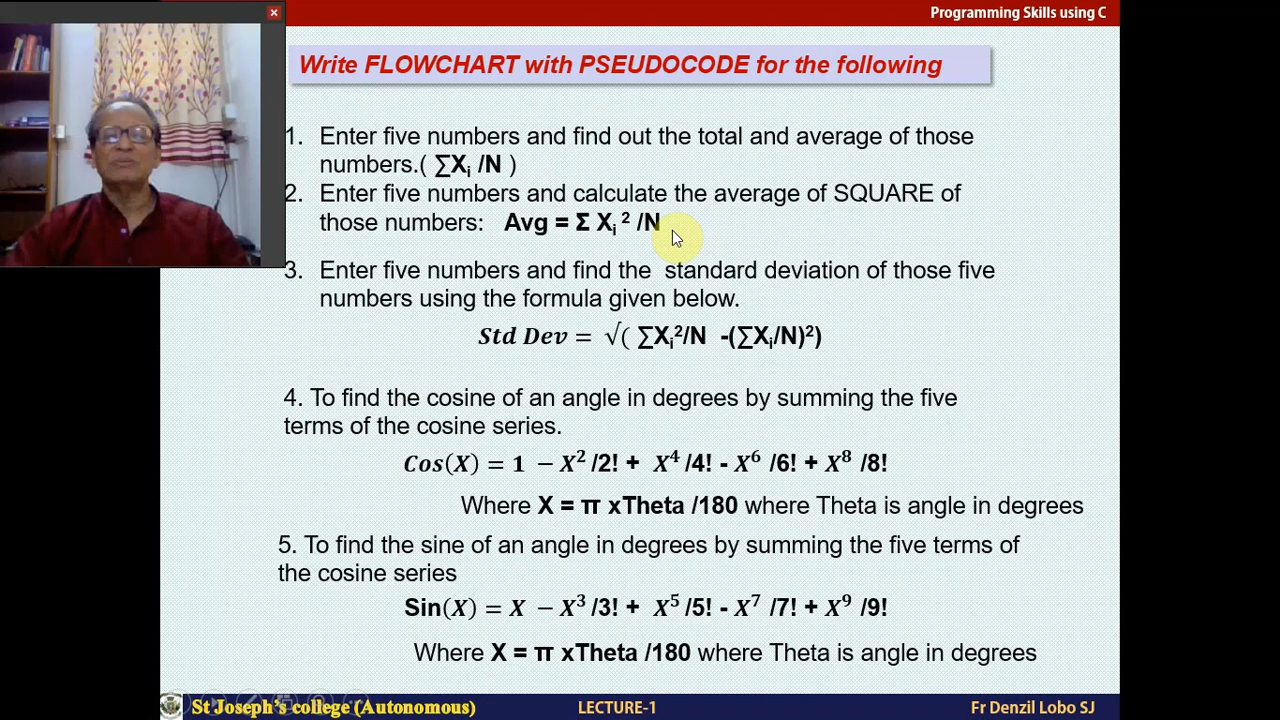 Programming Skills using C
Write FLOWCHART with PSEUDOCODE for the following
1. Enter five numbers and find out the total and average of those
numbers.( ∑Xᵢ /N )
2. Enter five numbers and calculate the average of SQUARE of
those numbers: Avg = Σ Xᵢ ² /N
3. Enter five numbers and find the standard deviation of those five
numbers using the formula given below.
Std Dev = √( ∑Xᵢ²/N -(∑Xᵢ/N)²)
4. To find the cosine of an angle in degrees by summing the five
terms of the cosine series.
Cos(X) = 1 − X² /2! + X⁴ /4! - X⁶ /6! + X⁸ /8!
Where X = π xTheta /180 where Theta is angle in degrees
5. To find the sine of an angle in degrees by summing the five terms of
the cosine series
Sin(X) = X − X³ /3! + X⁵ /5! - X⁷ /7! + X⁹ /9!
Where X = π xTheta /180 where Theta is angle in degrees
St Joseph's college (Autonomous) LECTURE-1 Fr Denzil Lobo SJ